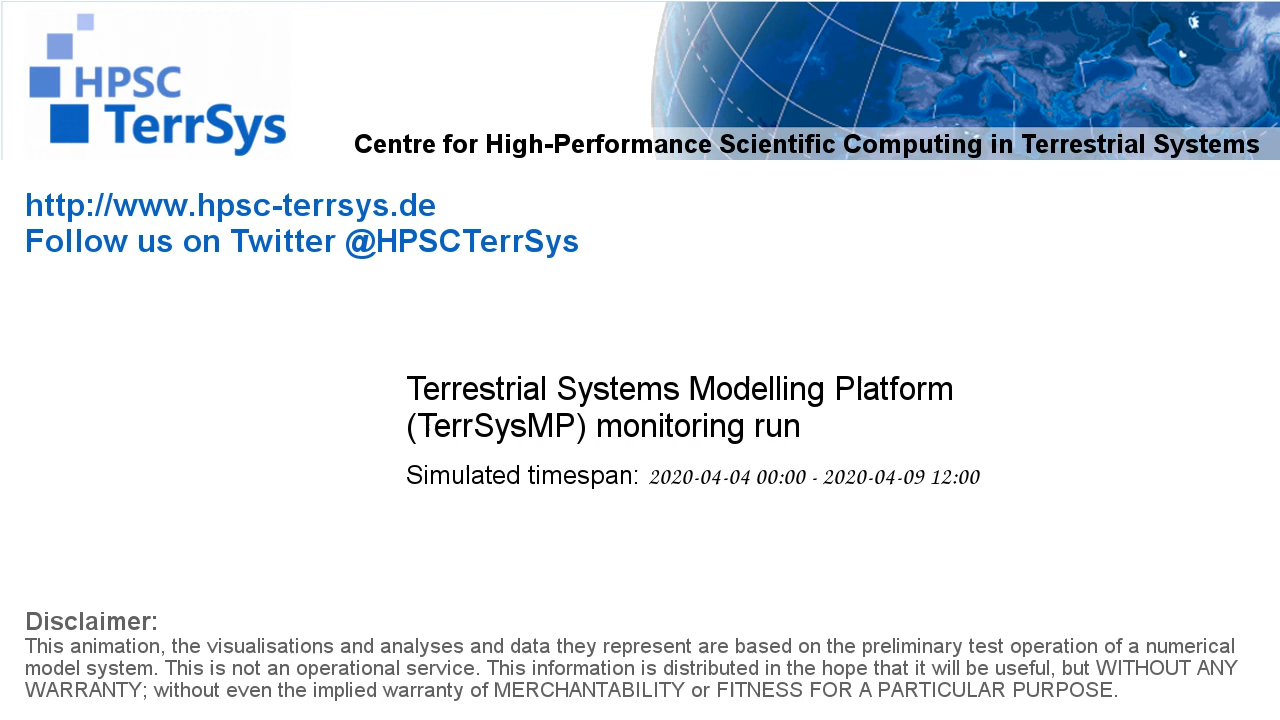 HPSC
TerrSys
Centre for High-Performance Scientific Computing in Terrestrial Systems
http://www.hpsc-terrsys.de
Follow us on Twitter @HPSCTerrSys
Terrestrial Systems Modelling Platform
(TerrSysMP) monitoring run
Simulated timespan: 2020-04-04 00:00 - 2020-04-09 12:00
Disclaimer:
This animation, the visualisations and analyses and data they represent are based on the preliminary test operation of a numerical
model system. This is not an operational service. This information is distributed in the hope that it will be useful, but WITHOUT ANY
WARRANTY; without even the implied warranty of MERCHANTABILITY or FITNESS FOR A PARTICULAR PURPOSE.